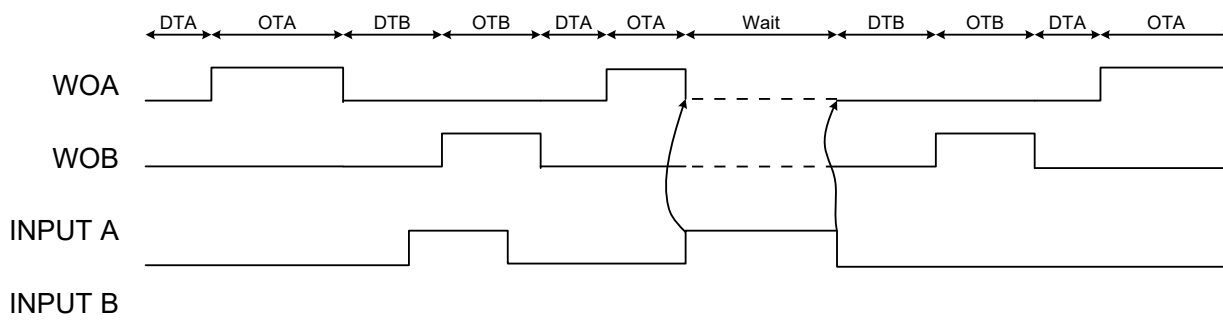 DTA OTA DTB OTB DTA OTA Wait DTB OTB DTA OTA
WOA
WOB
INPUT A
INPUT B